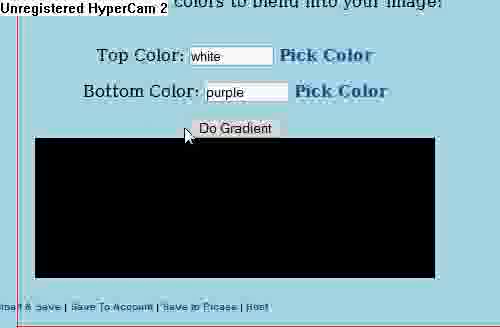 Unregistered HyperCam 2
colors to blend into your image:
Top Color: white Pick Color
Bottom Color: purple Pick Color
Do Gradient
& Save | Save To Account | Save to Picasa | Host